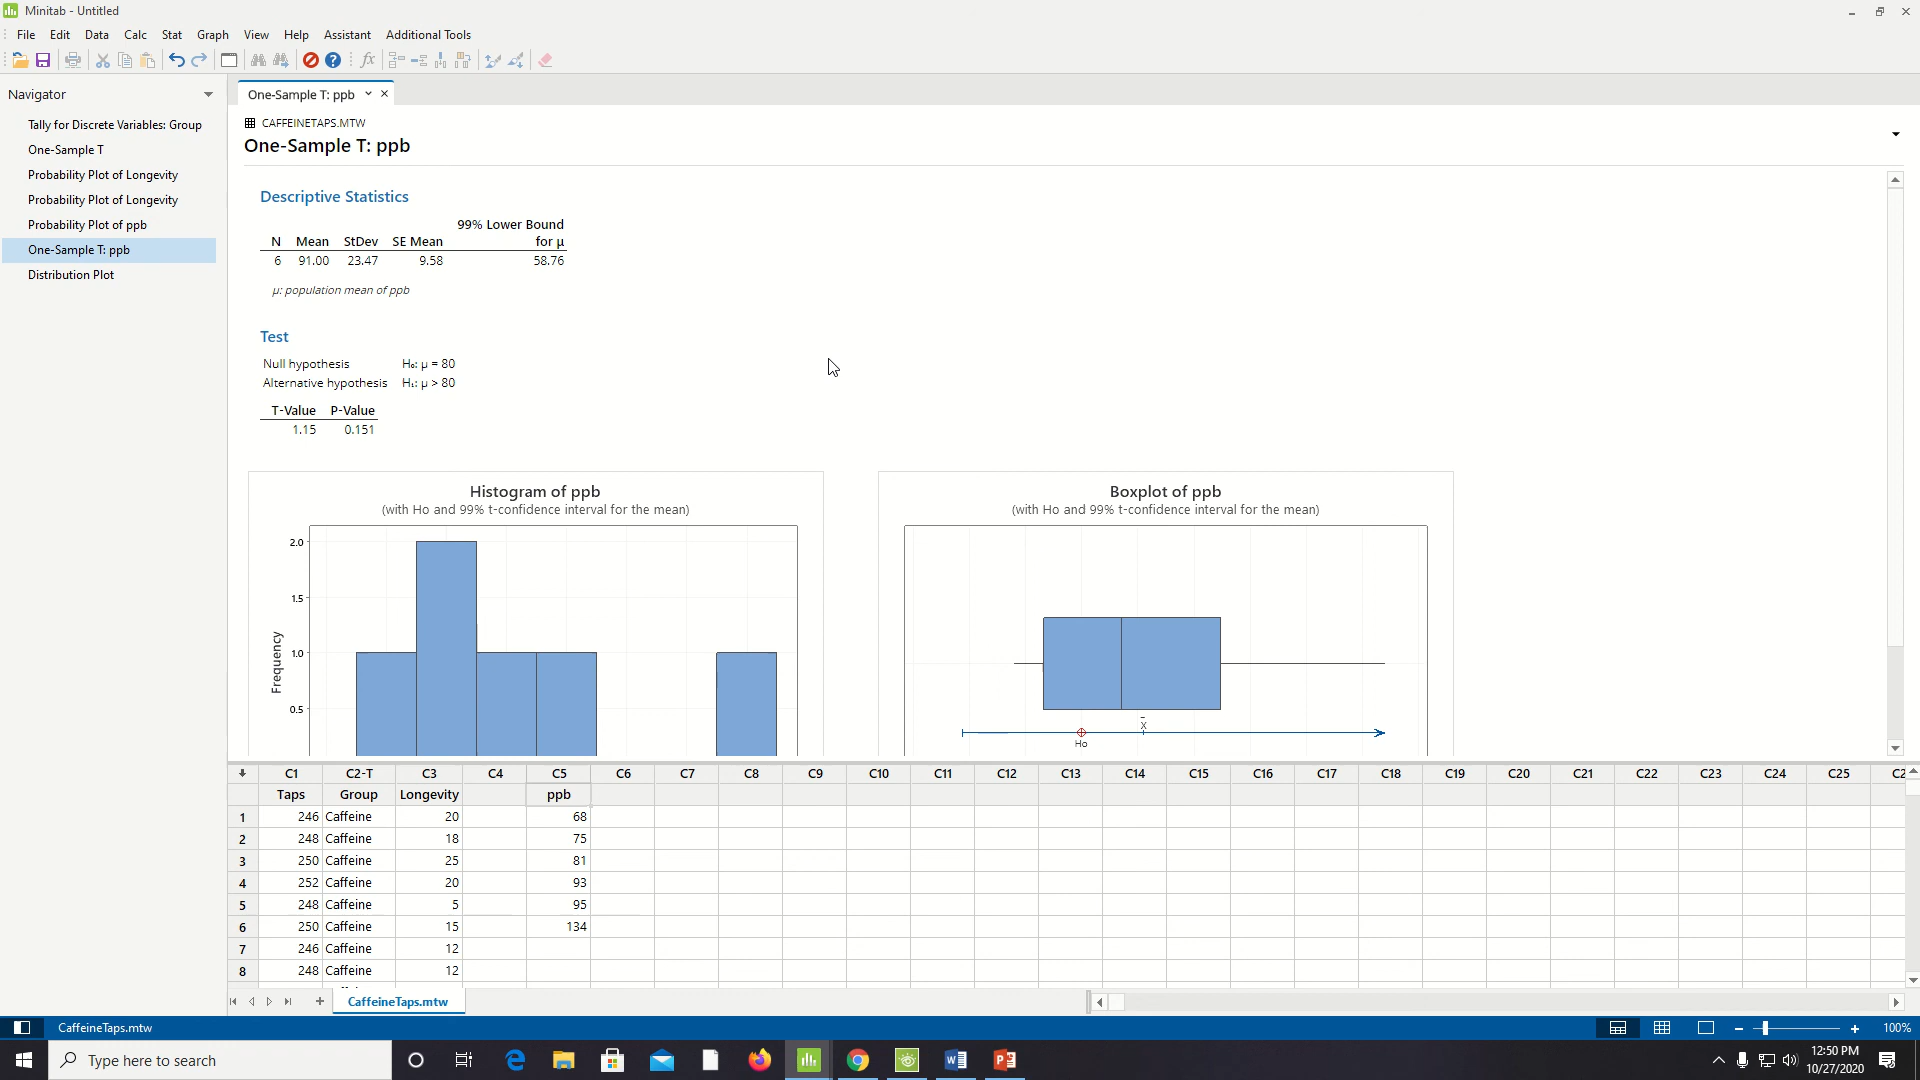 Minitab - Untitled
File Edit Data Calc Stat Graph View Help Assistant Additional Tools
Navigator
Tally for Discrete Variables: Group
One-Sample T
Probability Plot of Longevity
Probability Plot of Longevity
Probability Plot of ppb
One-Sample T: ppb
Distribution Plot
One-Sample T: ppb
CAFFEINETAPS.MTW
One-Sample T: ppb
Descriptive Statistics
99% Lower Bound
N Mean StDev SE Mean for μ
6 91.00 23.47 9.58 58.76
μ: population mean of ppb
Test
Null hypothesis H₀: μ = 80
Alternative hypothesis H₁: μ > 80
T-Value P-Value
1.15 0.151
Histogram of ppb
(with Ho and 99% t-confidence interval for the mean)
2.0
1.5
1.0
0.5
Frequency
Boxplot of ppb
(with Ho and 99% t-confidence interval for the mean)
X̄
Ho
C1 C2-T C3 C4 C5 C6 C7 C8 C9 C10 C11 C12 C13 C14 C15 C16 C17 C18 C19 C20 C21 C22 C23 C24 C25
Taps Group Longevity ppb
1 246 Caffeine 20 68
2 248 Caffeine 18 75
3 250 Caffeine 25 81
4 252 Caffeine 20 93
5 248 Caffeine 5 95
6 250 Caffeine 15 134
7 246 Caffeine 12
8 248 Caffeine 12
CaffeineTaps.mtw
CaffeineTaps.mtw
100%
Type here to search
12:50 PM
10/27/2020